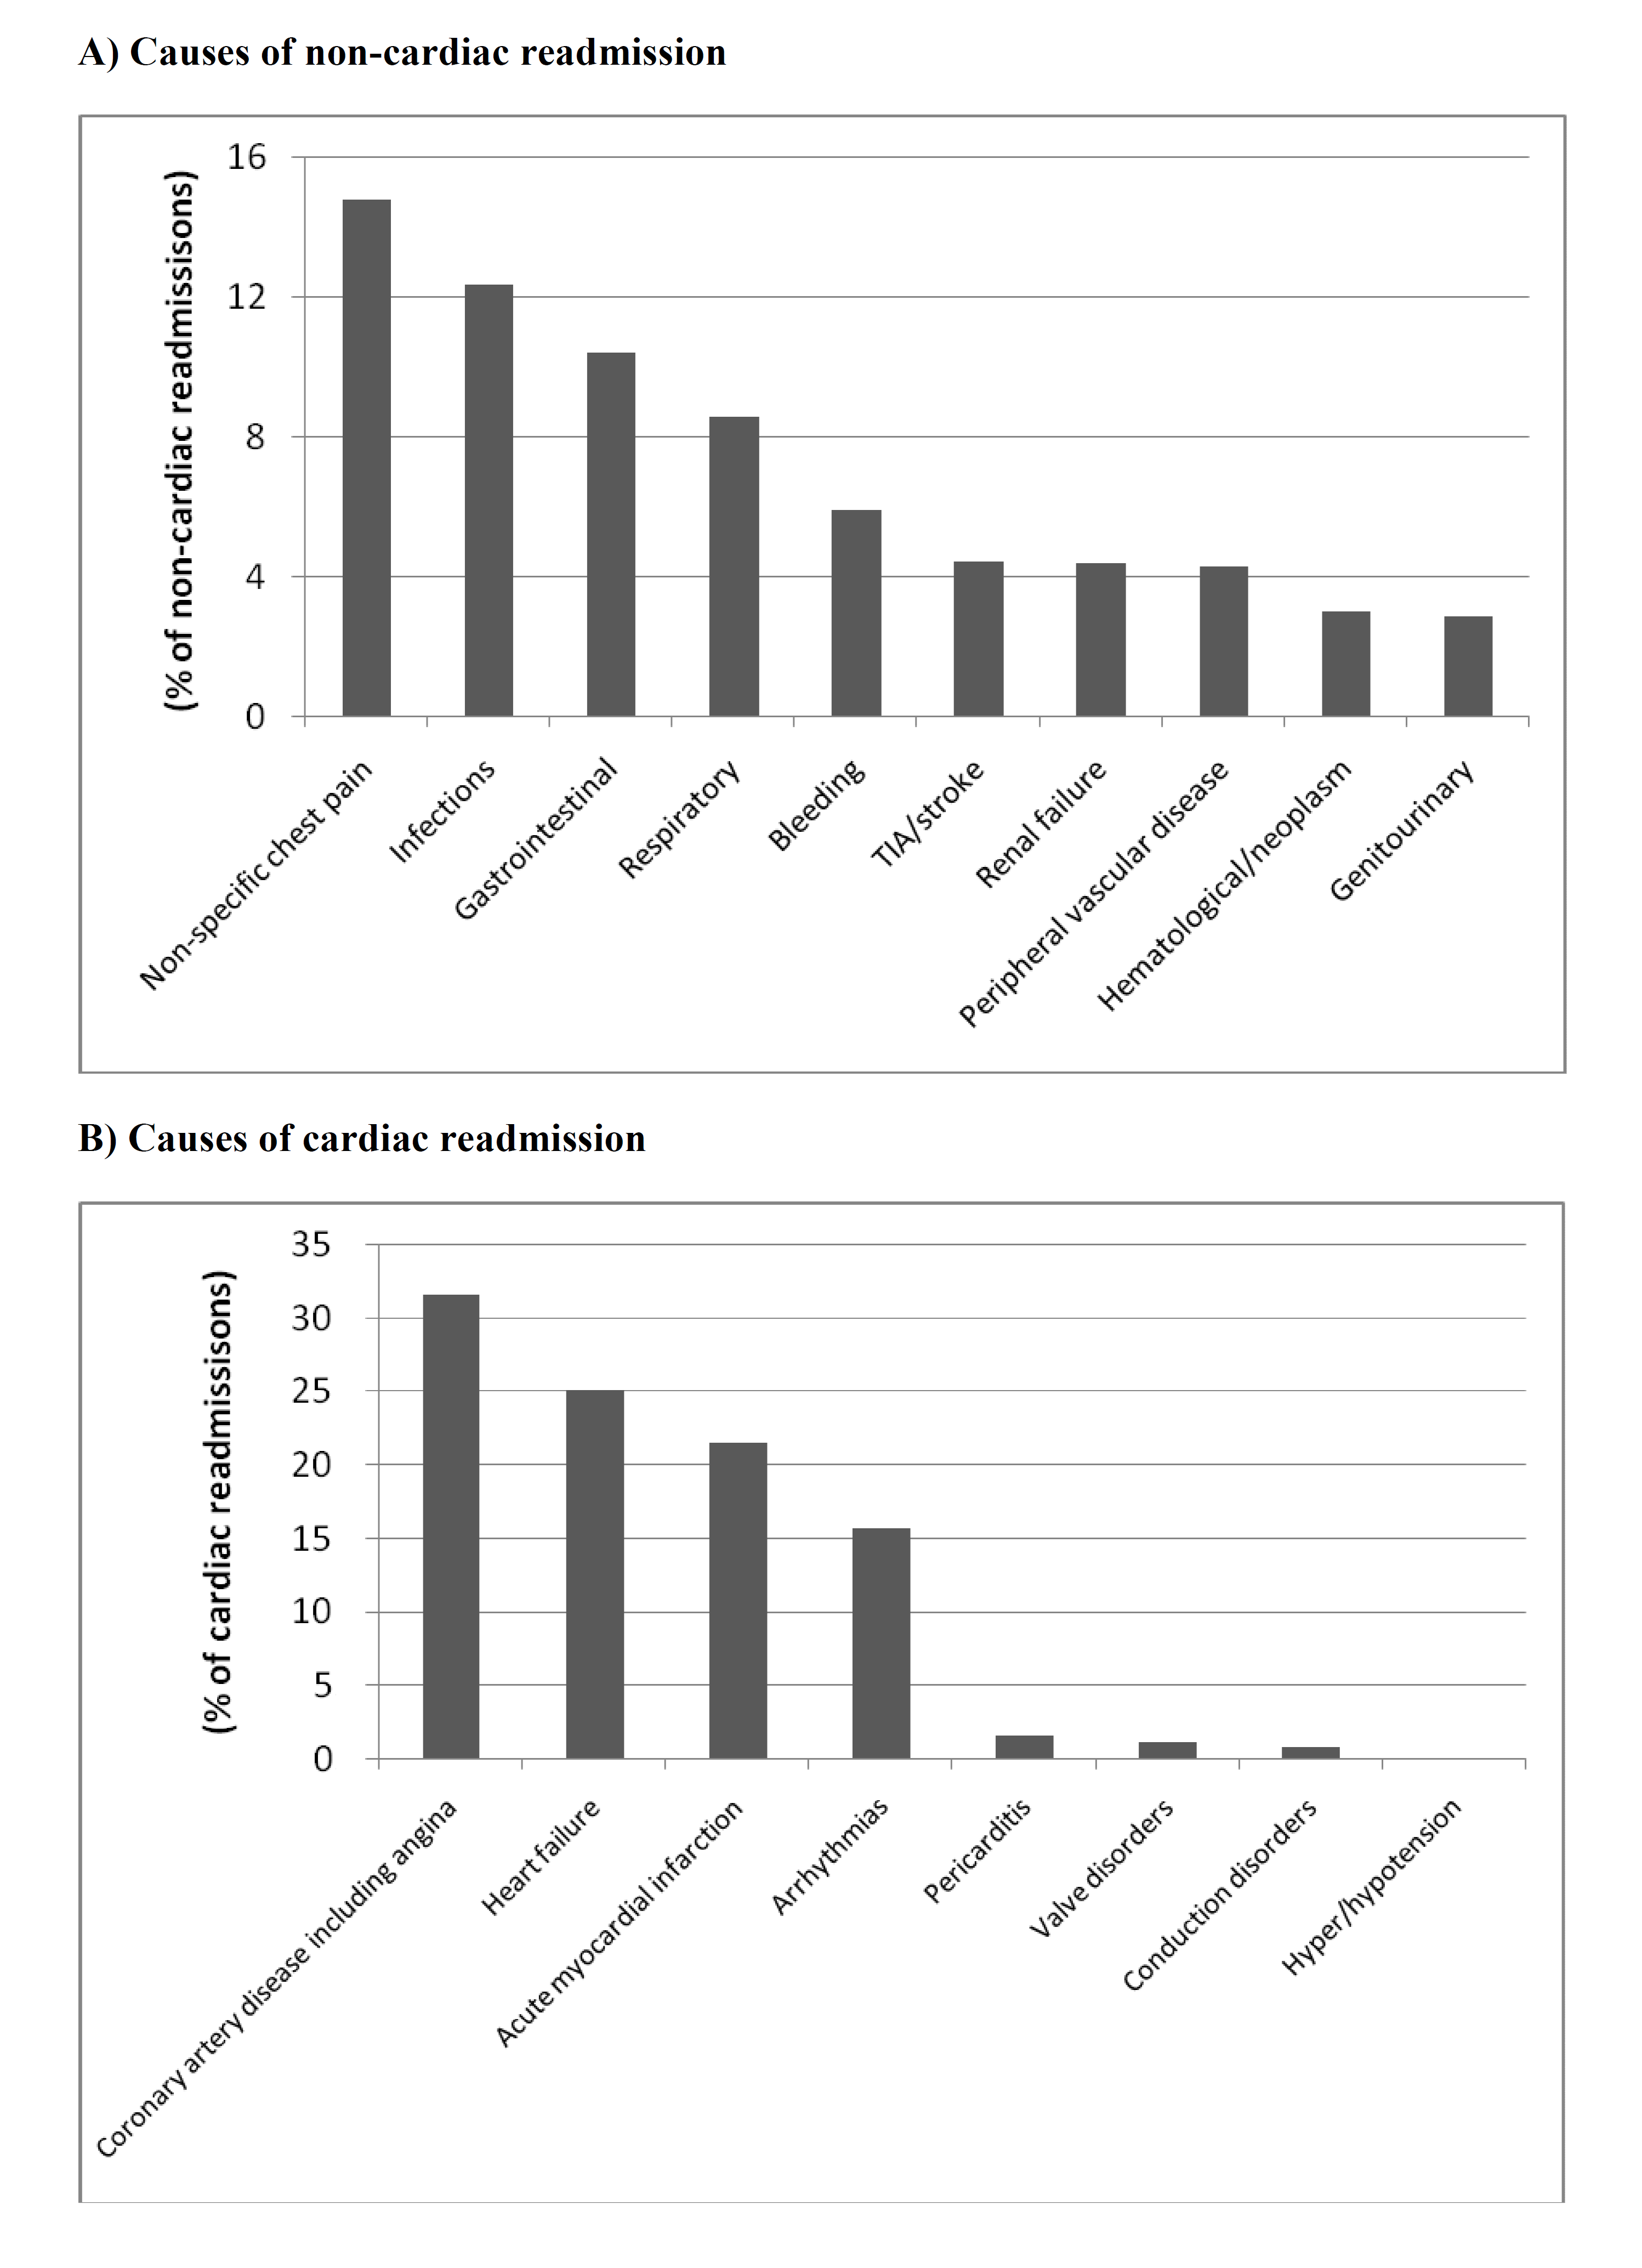 A) Causes of non-cardiac readmission
(% of non-cardiac readmissisons)
16
12
8
4
0
Non-specific chest pain
Infections
Gastrointestinal
Respiratory
Bleeding
TIA/stroke
Renal failure
Peripheral vascular disease
Hematological/neoplasm
Genitourinary
B) Causes of cardiac readmission
(% of cardiac readmissisons)
35
30
25
20
15
10
5
0
Coronary artery disease including angina
Heart failure
Acute myocardial infarction
Arrhythmias
Pericarditis
Valve disorders
Conduction disorders
Hyper/hypotension